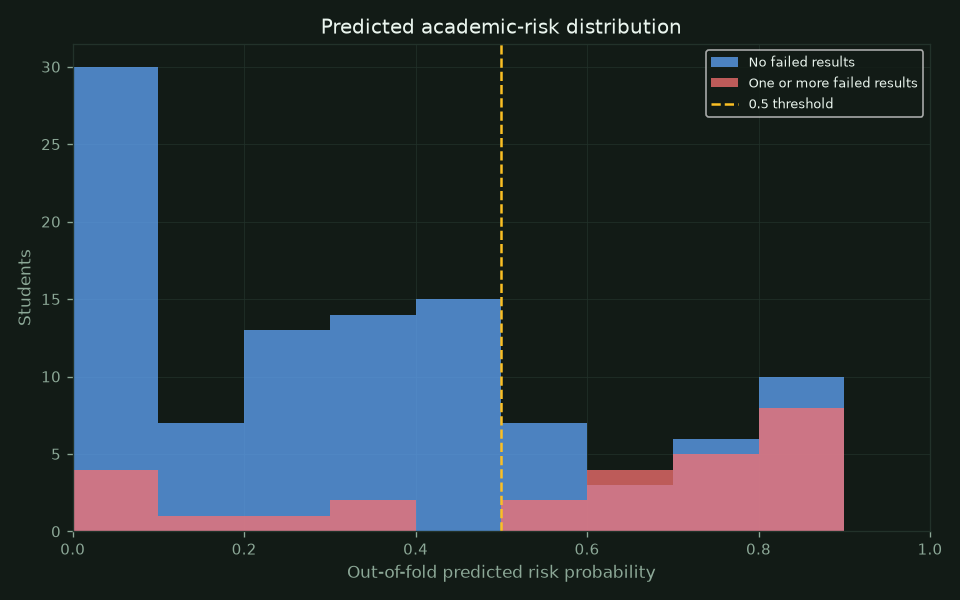 Predicted academic-risk distribution
No failed results
One or more failed results
0.5 threshold
30
25
20
15
10
5
0
Students
0.0 0.2 0.4 0.6 0.8 1.0
Out-of-fold predicted risk probability